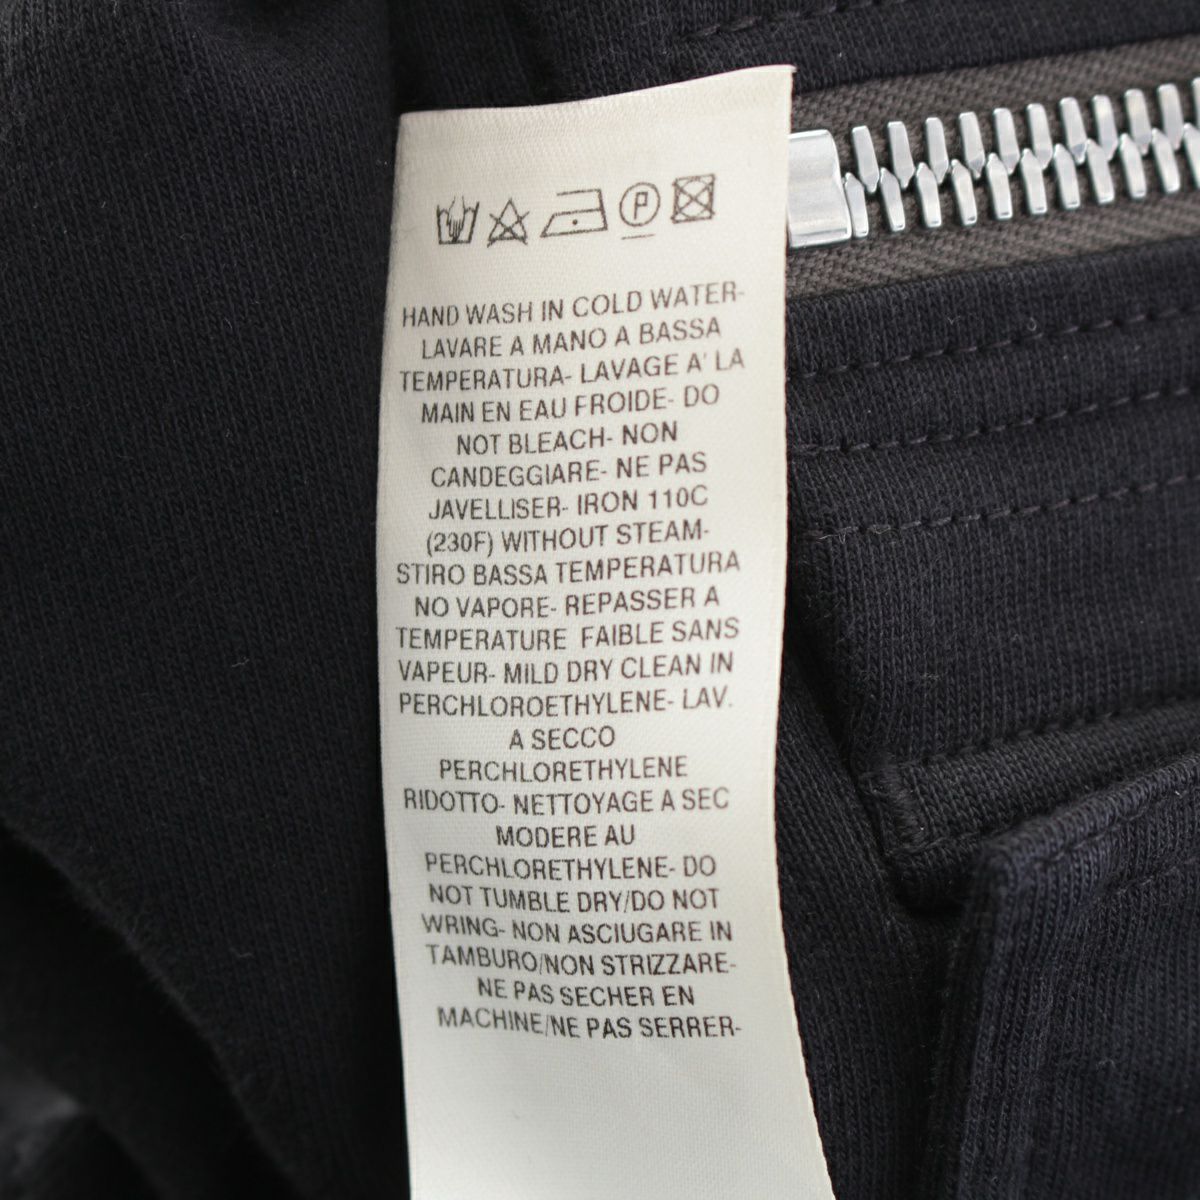 P
HAND WASH IN COLD WATER-
LAVARE A MANO A BASSA
TEMPERATURA- LAVAGE A' LA
MAIN EN EAU FROIDE- DO
NOT BLEACH- NON
CANDEGGIARE- NE PAS
JAVELLISER- IRON 110C
(230F) WITHOUT STEAM-
STIRO BASSA TEMPERATURA
NO VAPORE- REPASSER A
TEMPERATURE FAIBLE SANS
VAPEUR- MILD DRY CLEAN IN
PERCHLOROETHYLENE- LAV.
A SECCO
PERCHLORETHYLENE
RIDOTTO- NETTOYAGE A SEC
MODERE AU
PERCHLORETHYLENE- DO
NOT TUMBLE DRY/DO NOT
WRING- NON ASCIUGARE IN
TAMBURO/NON STRIZZARE-
NE PAS SECHER EN
MACHINE/NE PAS SERRER-